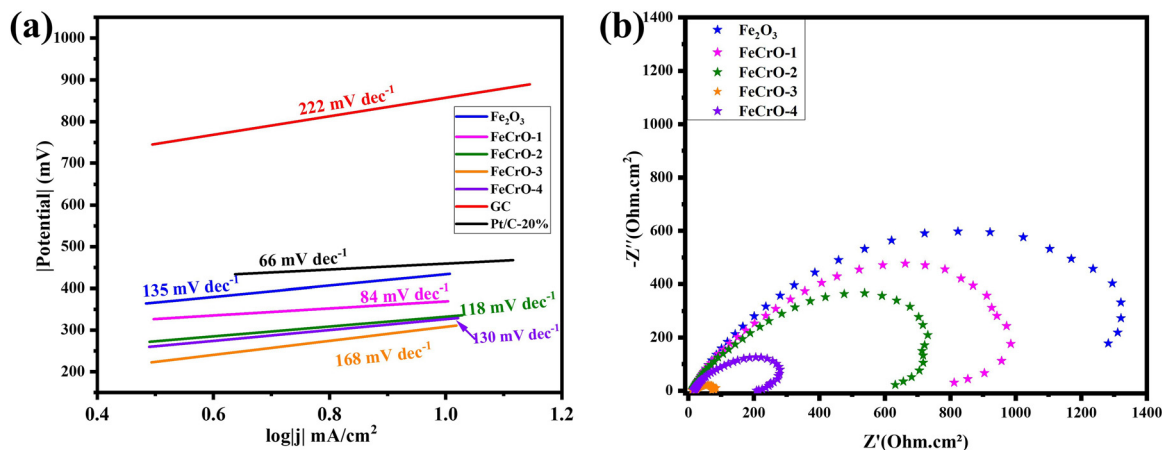 (a)
1000
900
800
700
600
500
400
300
200
|Potential| (mV)
222 mV dec⁻¹
66 mV dec⁻¹
135 mV dec⁻¹
84 mV dec⁻¹
118 mV dec⁻¹
130 mV dec⁻¹
168 mV dec⁻¹
Fe₂O₃
FeCrO-1
FeCrO-2
FeCrO-3
FeCrO-4
GC
Pt/C-20%
0.4 0.6 0.8 1.0 1.2
log|j| mA/cm²
(b)
1400
1200
1000
800
600
400
200
0
-Z''(Ohm.cm²)
Fe₂O₃
FeCrO-1
FeCrO-2
FeCrO-3
FeCrO-4
0 200 400 600 800 1000 1200 1400
Z'(Ohm.cm²)